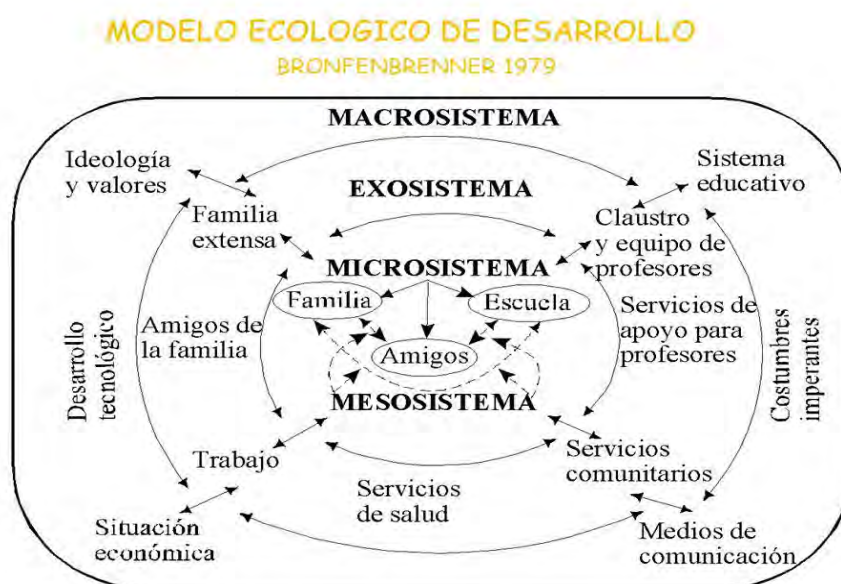 MODELO ECOLOGICO DE DESARROLLO
BRONFENBRENNER 1979
MACROSISTEMA
Ideología
y valores
Sistema
educativo
EXOSISTEMA
Familia
extensa
Claustro
y equipo de
profesores
MICROSISTEMA
Familia
Escuela
Amigos
Amigos de
la familia
Servicios de
apoyo para
profesores
Desarrollo
tecnológico
Costumbres
imperantes
MESOSISTEMA
Trabajo
Servicios
comunitarios
Servicios
de salud
Situación
económica
Medios de
comunicación